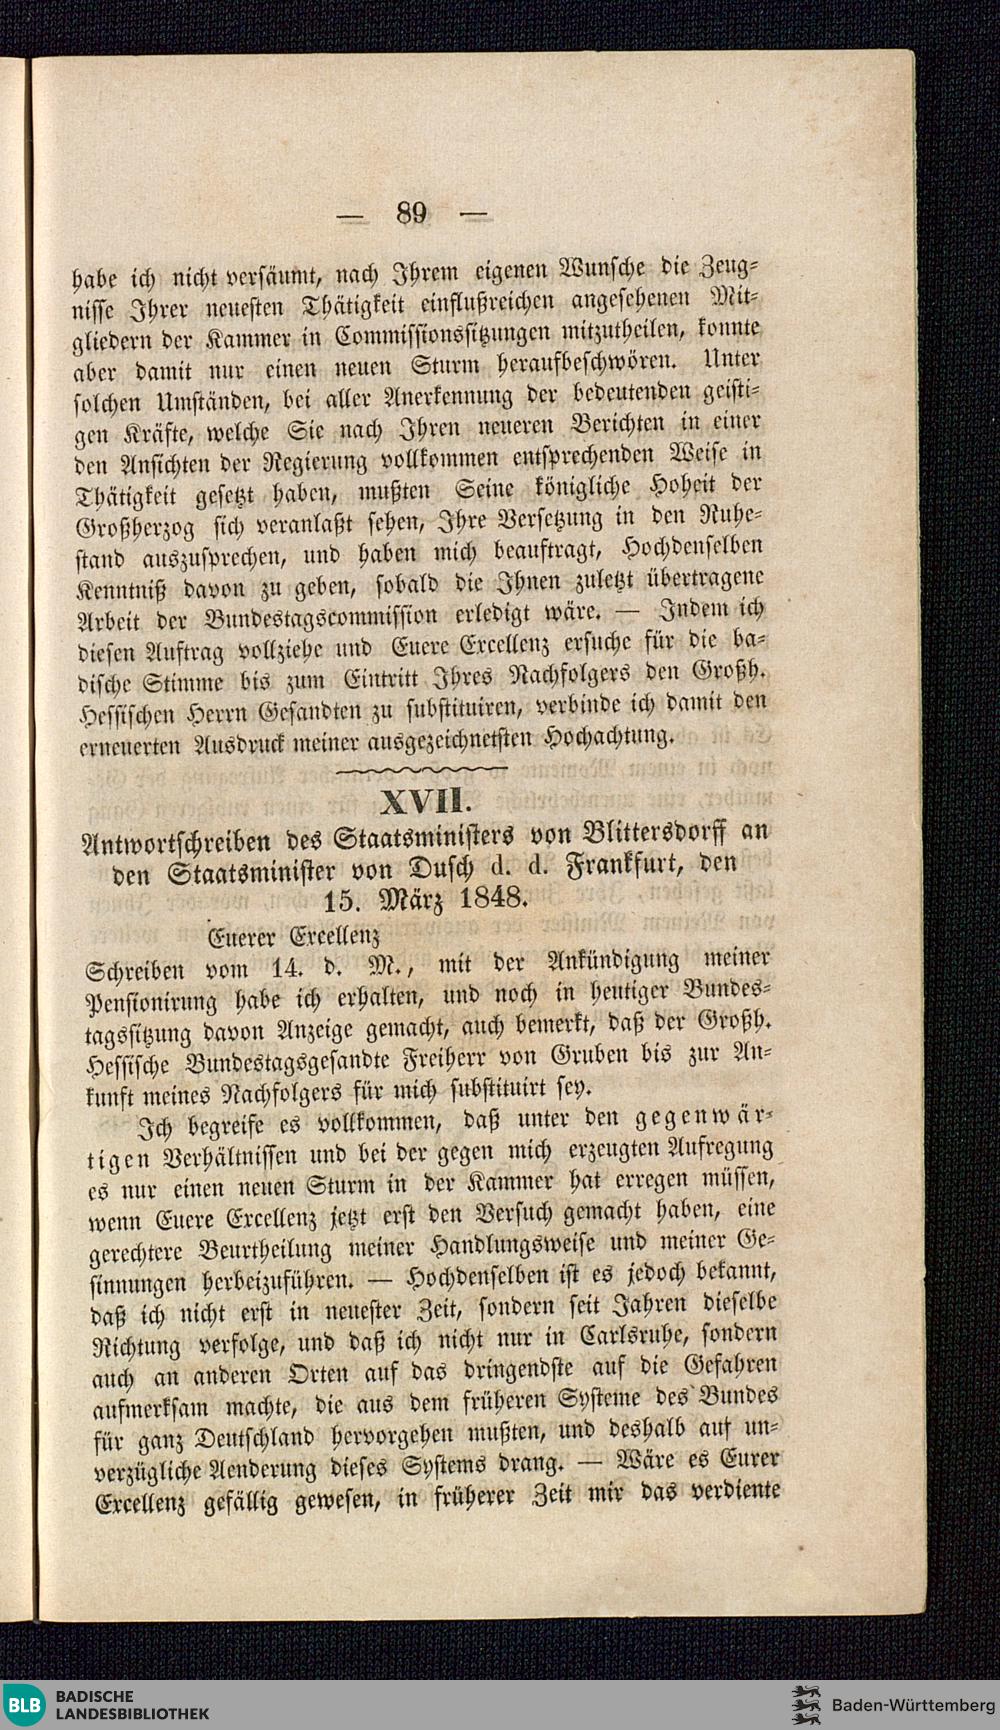 — 89 —
habe ich nicht versäumt, nach Ihrem eigenen Wunsche die Zeug-
nisse Ihrer neuesten Thätigkeit einflußreichen angesehenen Mit-
gliedern der Kammer in Commissionssitzungen mitzutheilen, konnte
aber damit nur einen neuen Sturm heraufbeschwören. Unter
solchen Umständen, bei aller Anerkennung der bedeutenden geisti-
gen Kräfte, welche Sie nach Ihren neueren Berichten in einer
den Ansichten der Regierung vollkommen entsprechenden Weise in
Thätigkeit gesetzt haben, mußten Seine königliche Hoheit der
Großherzog sich veranlaßt sehen, Ihre Versetzung in den Ruhe-
stand auszusprechen, und haben mich beauftragt, Hochdenselben
Kenntniß davon zu geben, sobald die Ihnen zuletzt übertragene
Arbeit der Bundestagscommission erledigt wäre. — Indem ich
diesen Auftrag vollziehe und Euere Excellenz ersuche für die ba-
dische Stimme bis zum Eintritt Ihres Nachfolgers den Großh.
Hessischen Herrn Gesandten zu substituiren, verbinde ich damit den
erneuerten Ausdruck meiner ausgezeichnetsten Hochachtung.
XVII.
Antwortschreiben des Staatsministers von Blittersdorff an
den Staatsminister von Dusch d. d. Frankfurt, den
15. März 1848.
Euerer Excellenz
Schreiben vom 14. d. M., mit der Ankündigung meiner
Pensionirung habe ich erhalten, und noch in heutiger Bundes-
tagssitzung davon Anzeige gemacht, auch bemerkt, daß der Großh.
Hessische Bundestagsgesandte Freiherr von Gruben bis zur An-
kunft meines Nachfolgers für mich substituirt sey.
Ich begreife es vollkommen, daß unter den gegenwär-
tigen Verhältnissen und bei der gegen mich erzeugten Aufregung
es nur einen neuen Sturm in der Kammer hat erregen müssen,
wenn Euere Excellenz jetzt erst den Versuch gemacht haben, eine
gerechtere Beurtheilung meiner Handlungsweise und meiner Ge-
sinnungen herbeizuführen. — Hochdenselben ist es jedoch bekannt,
daß ich nicht erst in neuester Zeit, sondern seit Jahren dieselbe
Richtung verfolge, und daß ich nicht nur in Carlsruhe, sondern
auch an anderen Orten auf das dringendste auf die Gefahren
aufmerksam machte, die aus dem früheren Systeme des Bundes
für ganz Deutschland hervorgehen mußten, und deshalb auf un-
verzügliche Aenderung dieses Systems drang. — Wäre es Eurer
Excellenz gefällig gewesen, in früherer Zeit mir das verdiente
BLB BADISCHE
LANDESBIBLIOTHEK
Baden-Württemberg